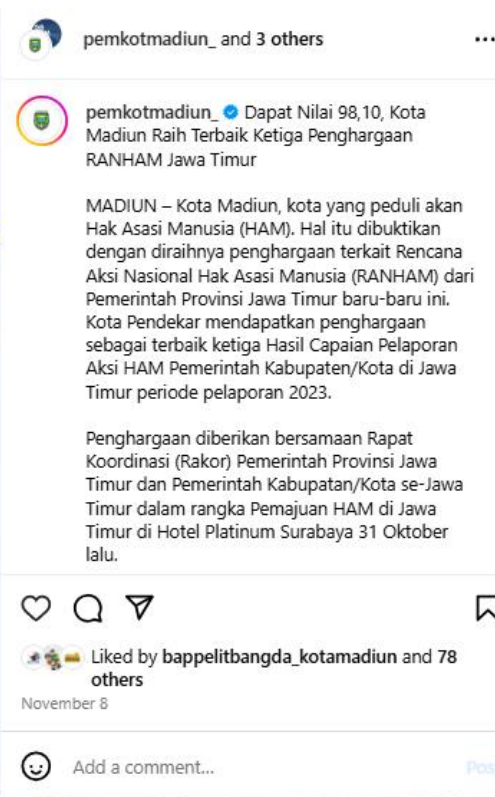 pemkotmadiun_ and 3 others
pemkotmadiun_ Dapat Nilai 98,10, Kota
Madiun Raih Terbaik Ketiga Penghargaan
RANHAM Jawa Timur
MADIUN – Kota Madiun, kota yang peduli akan
Hak Asasi Manusia (HAM). Hal itu dibuktikan
dengan diraihnya penghargaan terkait Rencana
Aksi Nasional Hak Asasi Manusia (RANHAM) dari
Pemerintah Provinsi Jawa Timur baru-baru ini.
Kota Pendekar mendapatkan penghargaan
sebagai terbaik ketiga Hasil Capaian Pelaporan
Aksi HAM Pemerintah Kabupaten/Kota di Jawa
Timur periode pelaporan 2023.
Penghargaan diberikan bersamaan Rapat
Koordinasi (Rakor) Pemerintah Provinsi Jawa
Timur dan Pemerintah Kabupatan/Kota se-Jawa
Timur dalam rangka Pemajuan HAM di Jawa
Timur di Hotel Platinum Surabaya 31 Oktober
lalu.
Liked by bappelitbangda_kotamadiun and 78
others
November 8
Add a comment...
Pos